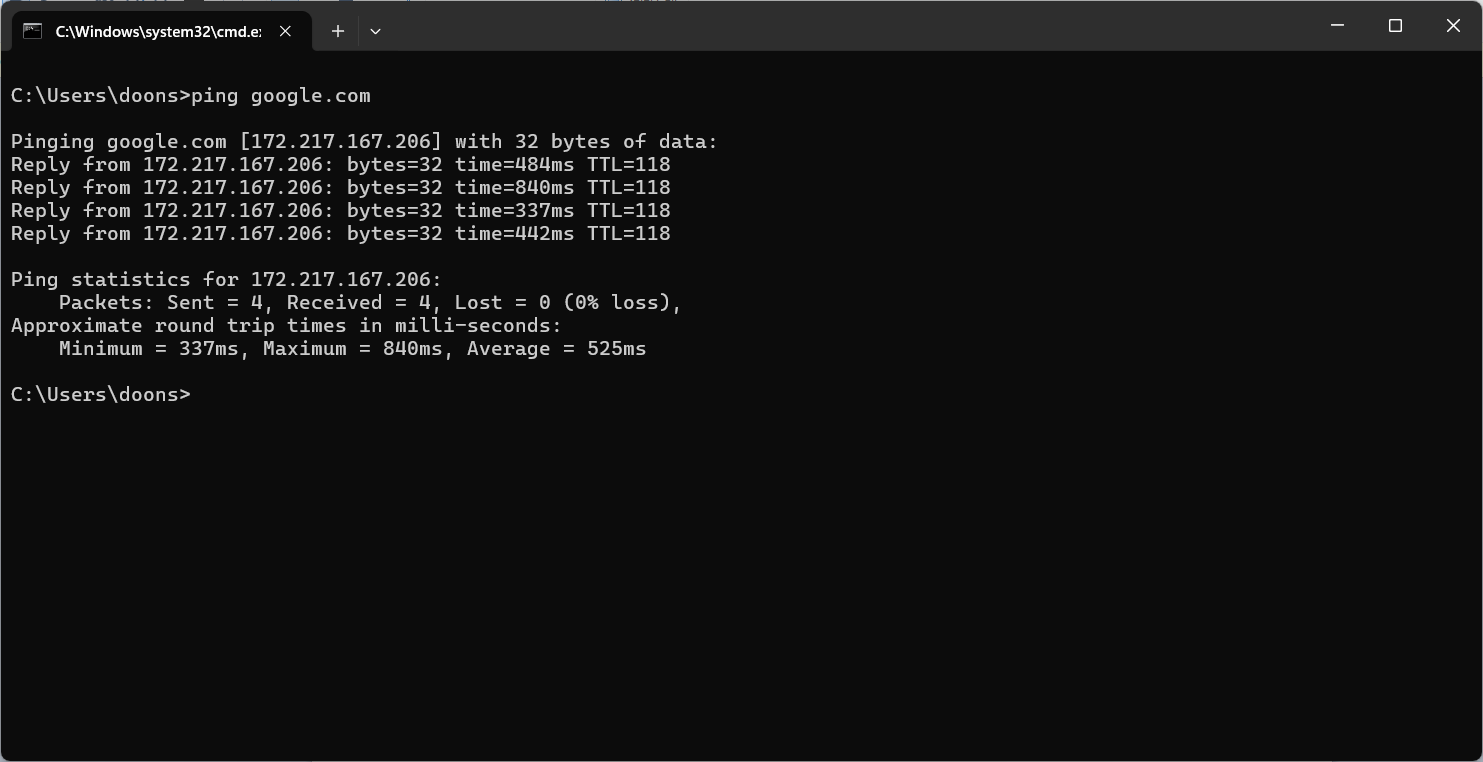 C:\Windows\system32\cmd.e
C:\Users\doons>ping google.com
Pinging google.com [172.217.167.206] with 32 bytes of data:
Reply from 172.217.167.206: bytes=32 time=484ms TTL=118
Reply from 172.217.167.206: bytes=32 time=840ms TTL=118
Reply from 172.217.167.206: bytes=32 time=337ms TTL=118
Reply from 172.217.167.206: bytes=32 time=442ms TTL=118
Ping statistics for 172.217.167.206:
Packets: Sent = 4, Received = 4, Lost = 0 (0% loss),
Approximate round trip times in milli-seconds:
Minimum = 337ms, Maximum = 840ms, Average = 525ms
C:\Users\doons>